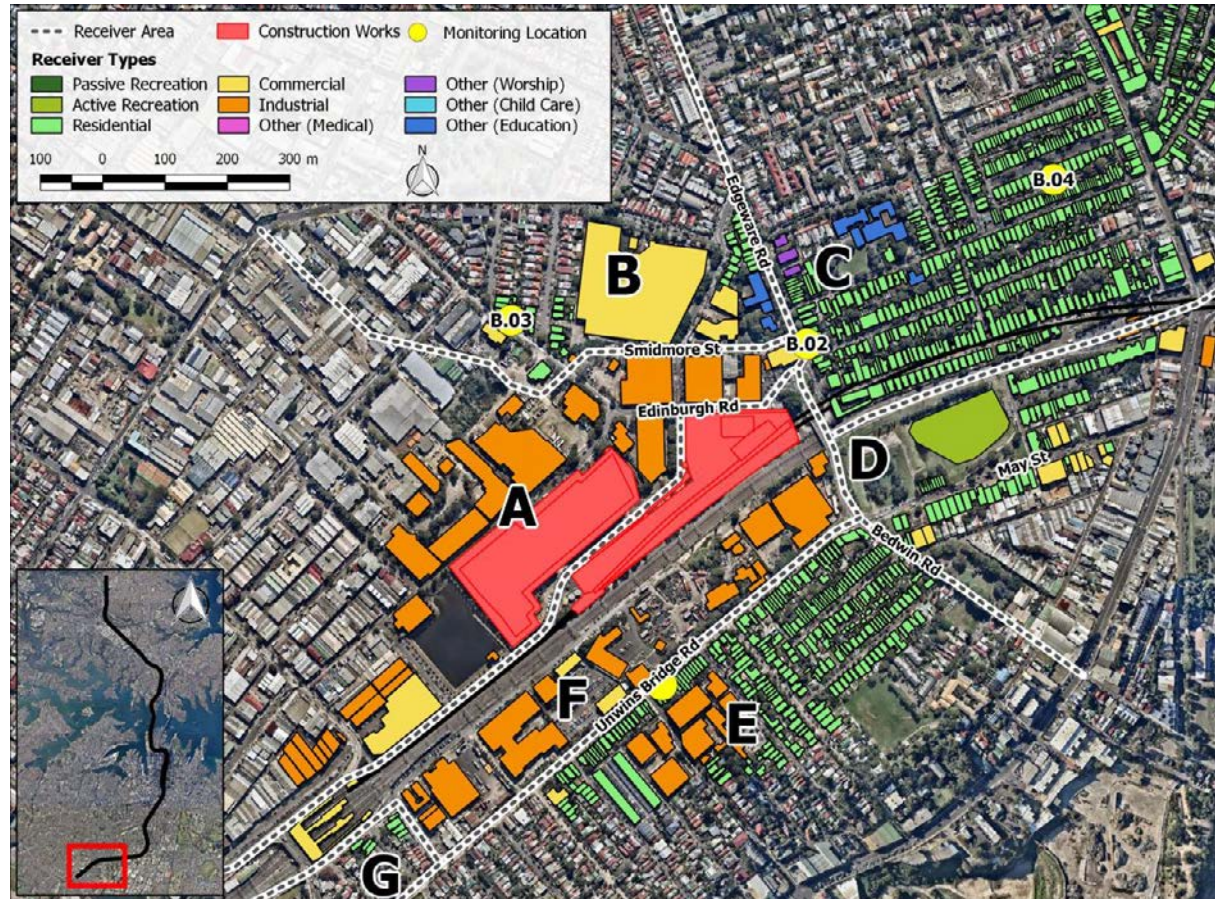 Receiver Area
Construction Works
Monitoring Location
Receiver Types
Passive Recreation
Commercial
Other (Worship)
Active Recreation
Industrial
Other (Child Care)
Residential
Other (Medical)
Other (Education)
100 0 100 200 300 m
N
Edgeware Rd
B.04
B
C
B.03
Smidmore St
B.02
Edinburgh Rd
D
May St
A
Bedwin Rd
F
Unwins Bridge Rd
E
G